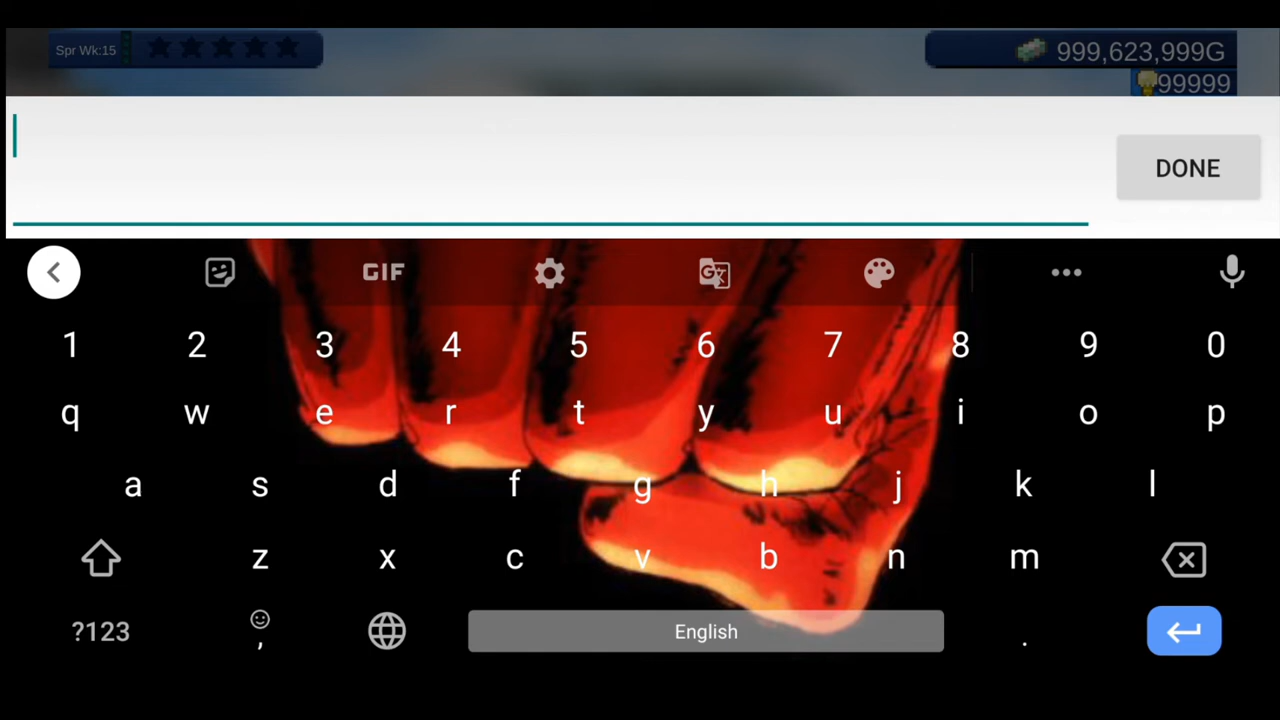 Spr Wk:15
999,623,999G
99999
DONE
GIF
1 2 3 4 5 6 7 8 9 0
q w e r t y u i o p
a s d f g h j k l
z x c v b n m
?123 , English .